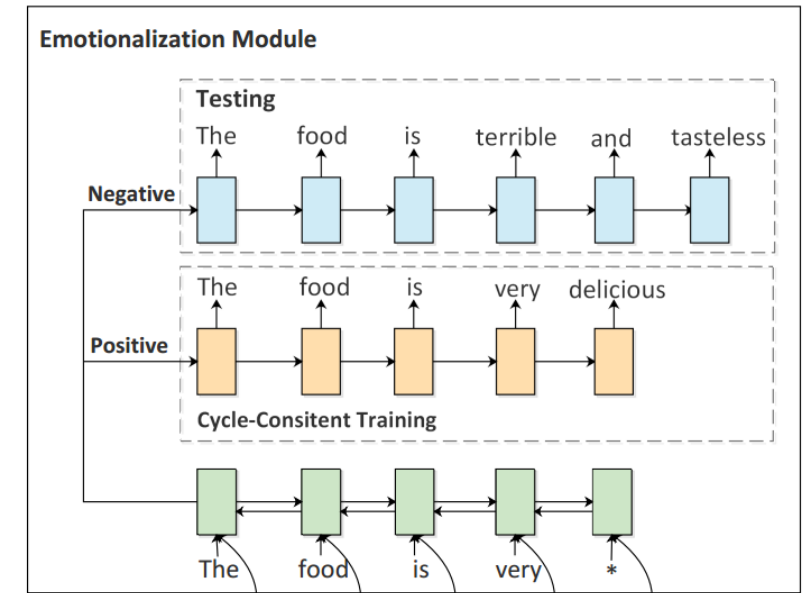 Emotionalization Module
Testing
The food is terrible and tasteless
Negative
The food is very delicious
Positive
Cycle-Consitent Training
The food is very *